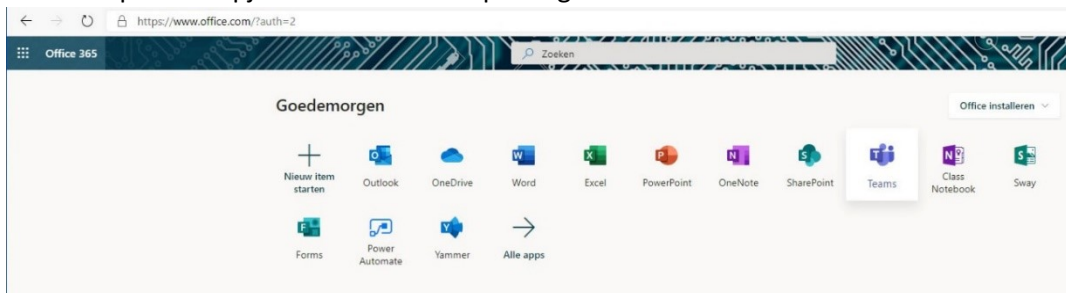 https://www.office.com/?auth=2
Office 365
Zoeken
Goedemorgen
Office installeren
Nieuw item
starten
Outlook
OneDrive
Word
Excel
PowerPoint
OneNote
SharePoint
Teams
Class
Notebook
Sway
Forms
Power
Automate
Yammer
Alle apps